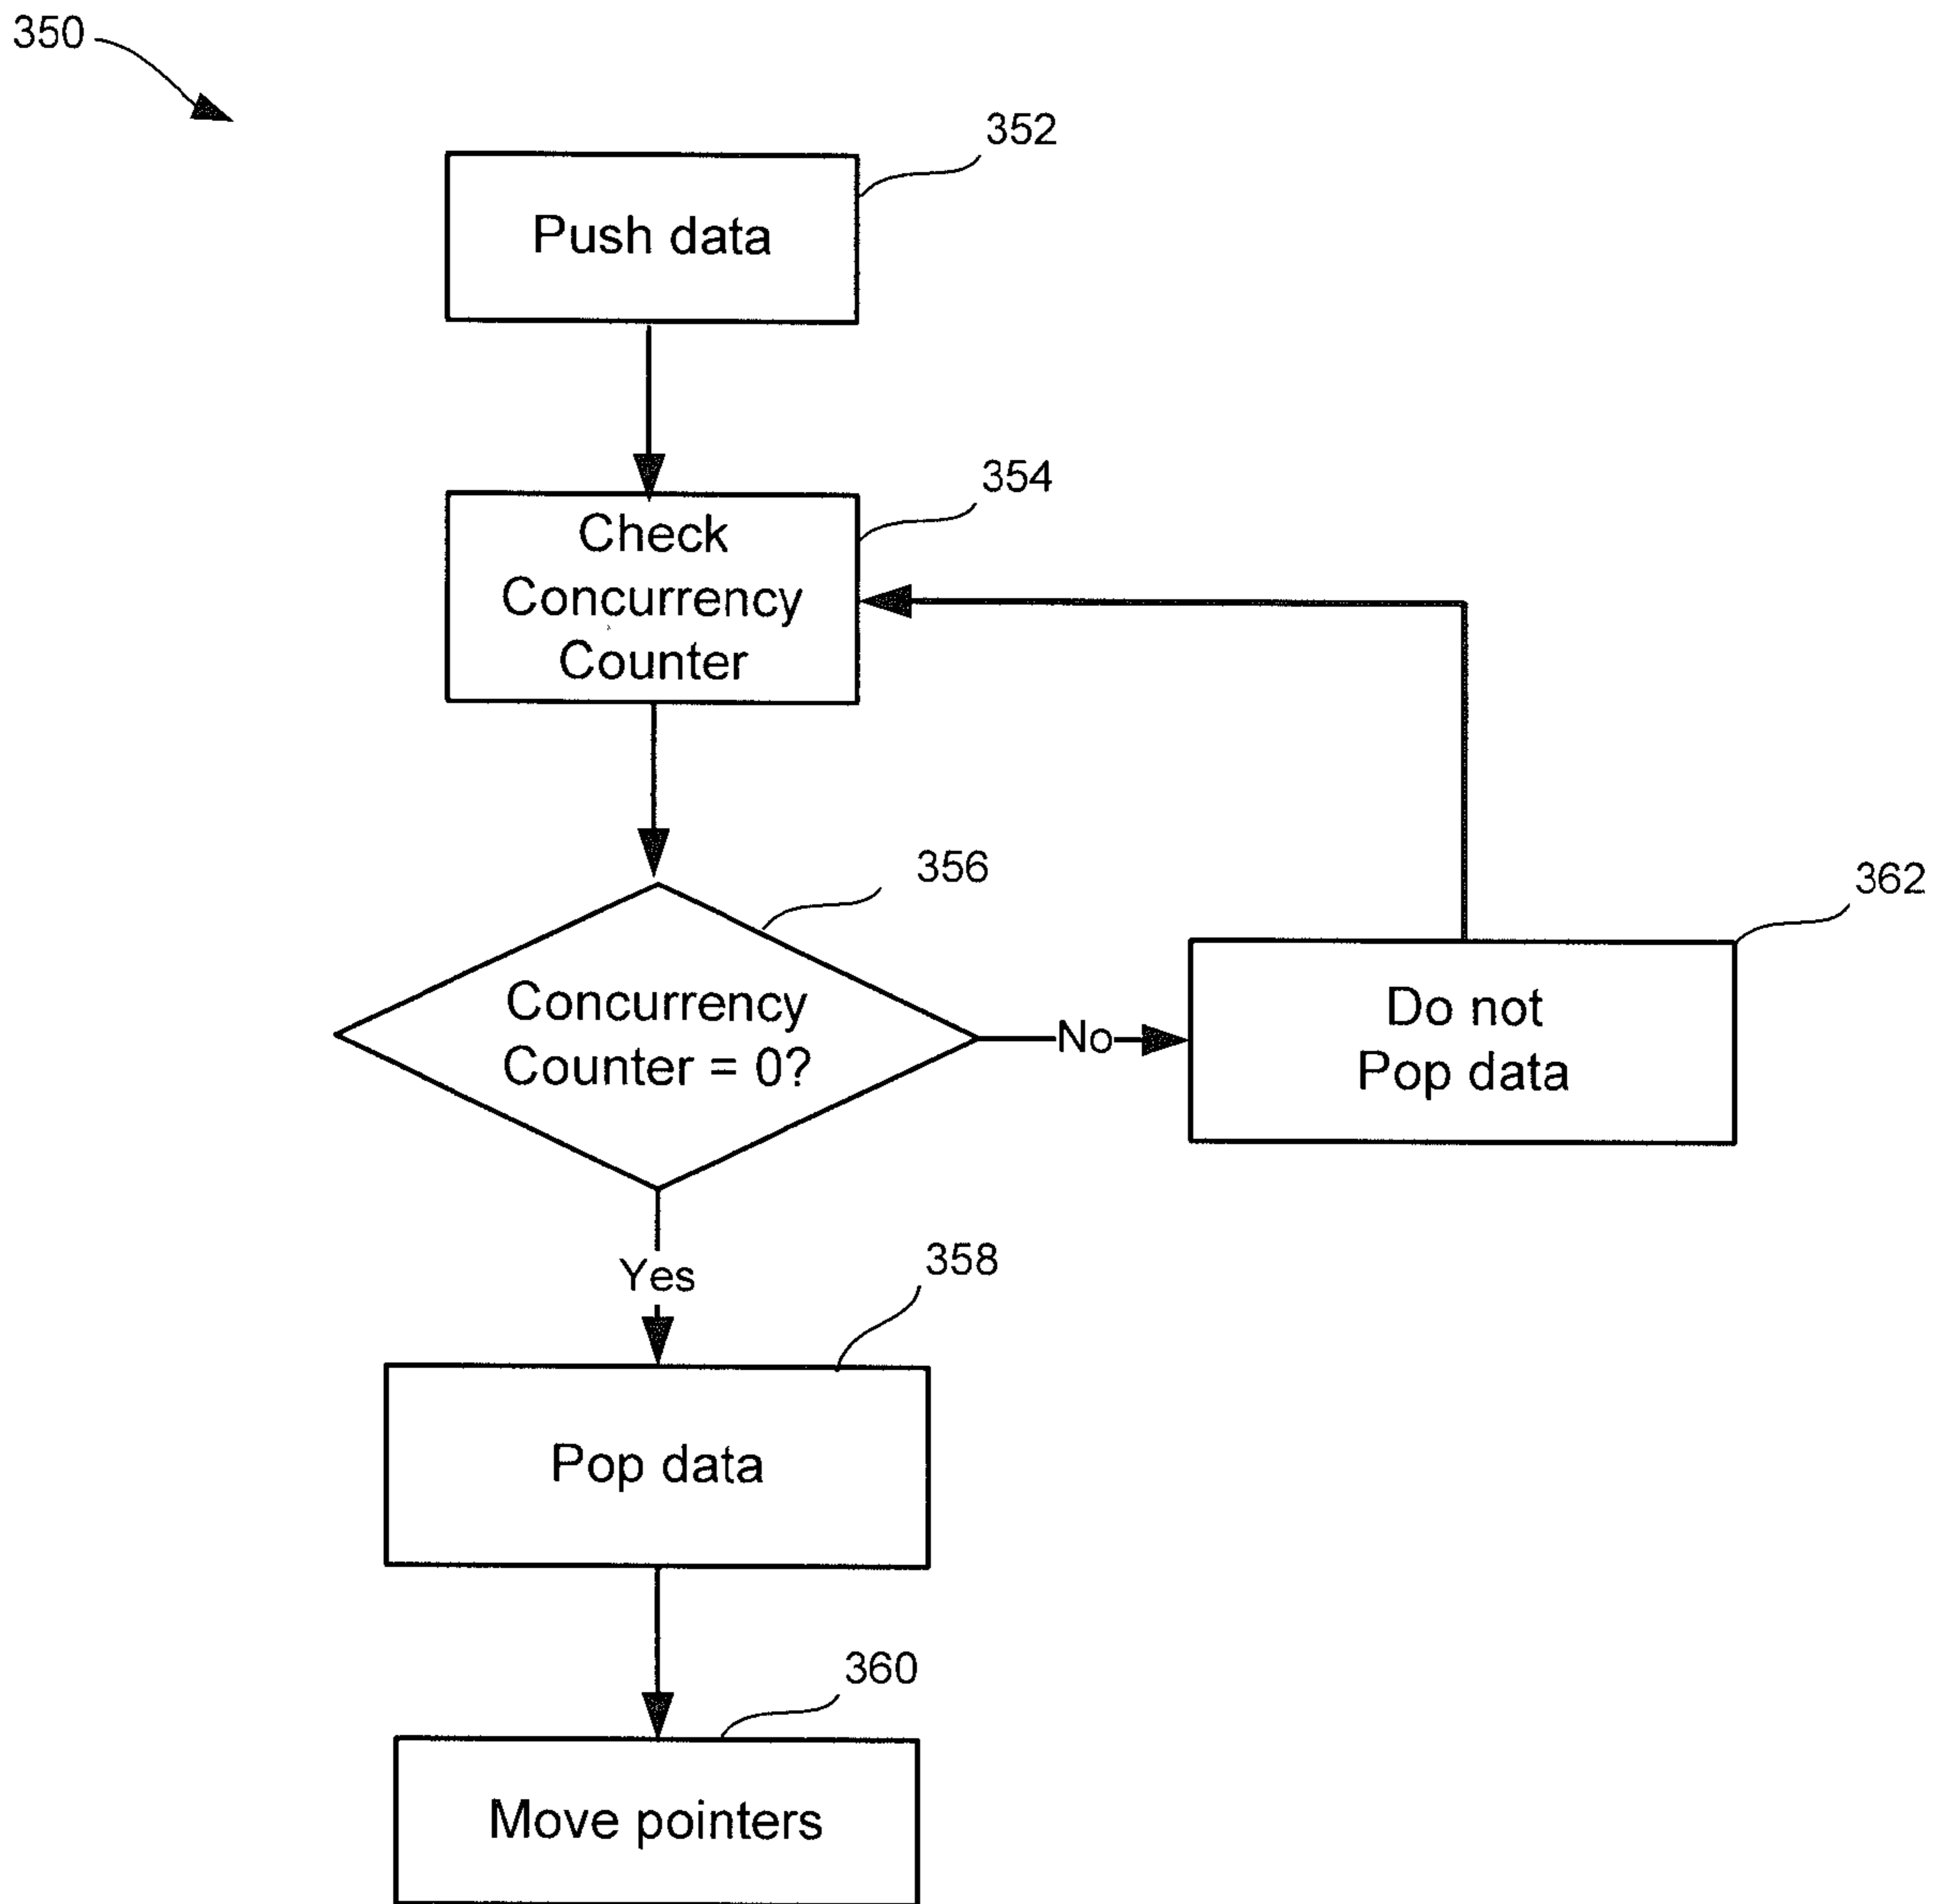 350
352
Push data
354
Check
Concurrency
Counter
356
Concurrency
Counter = 0?
No
362
Do not
Pop data
Yes
358
Pop data
360
Move pointers